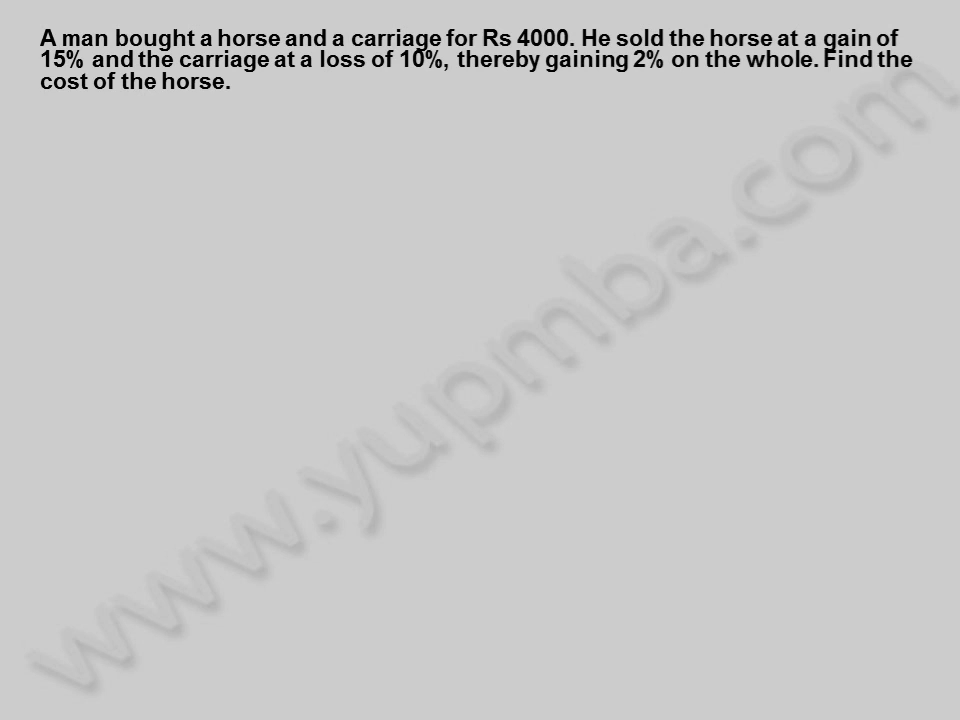 A man bought a horse and a carriage for Rs 4000. He sold the horse at a gain of
15% and the carriage at a loss of 10%, thereby gaining 2% on the whole. Find the
cost of the horse.
www.yupmba.com